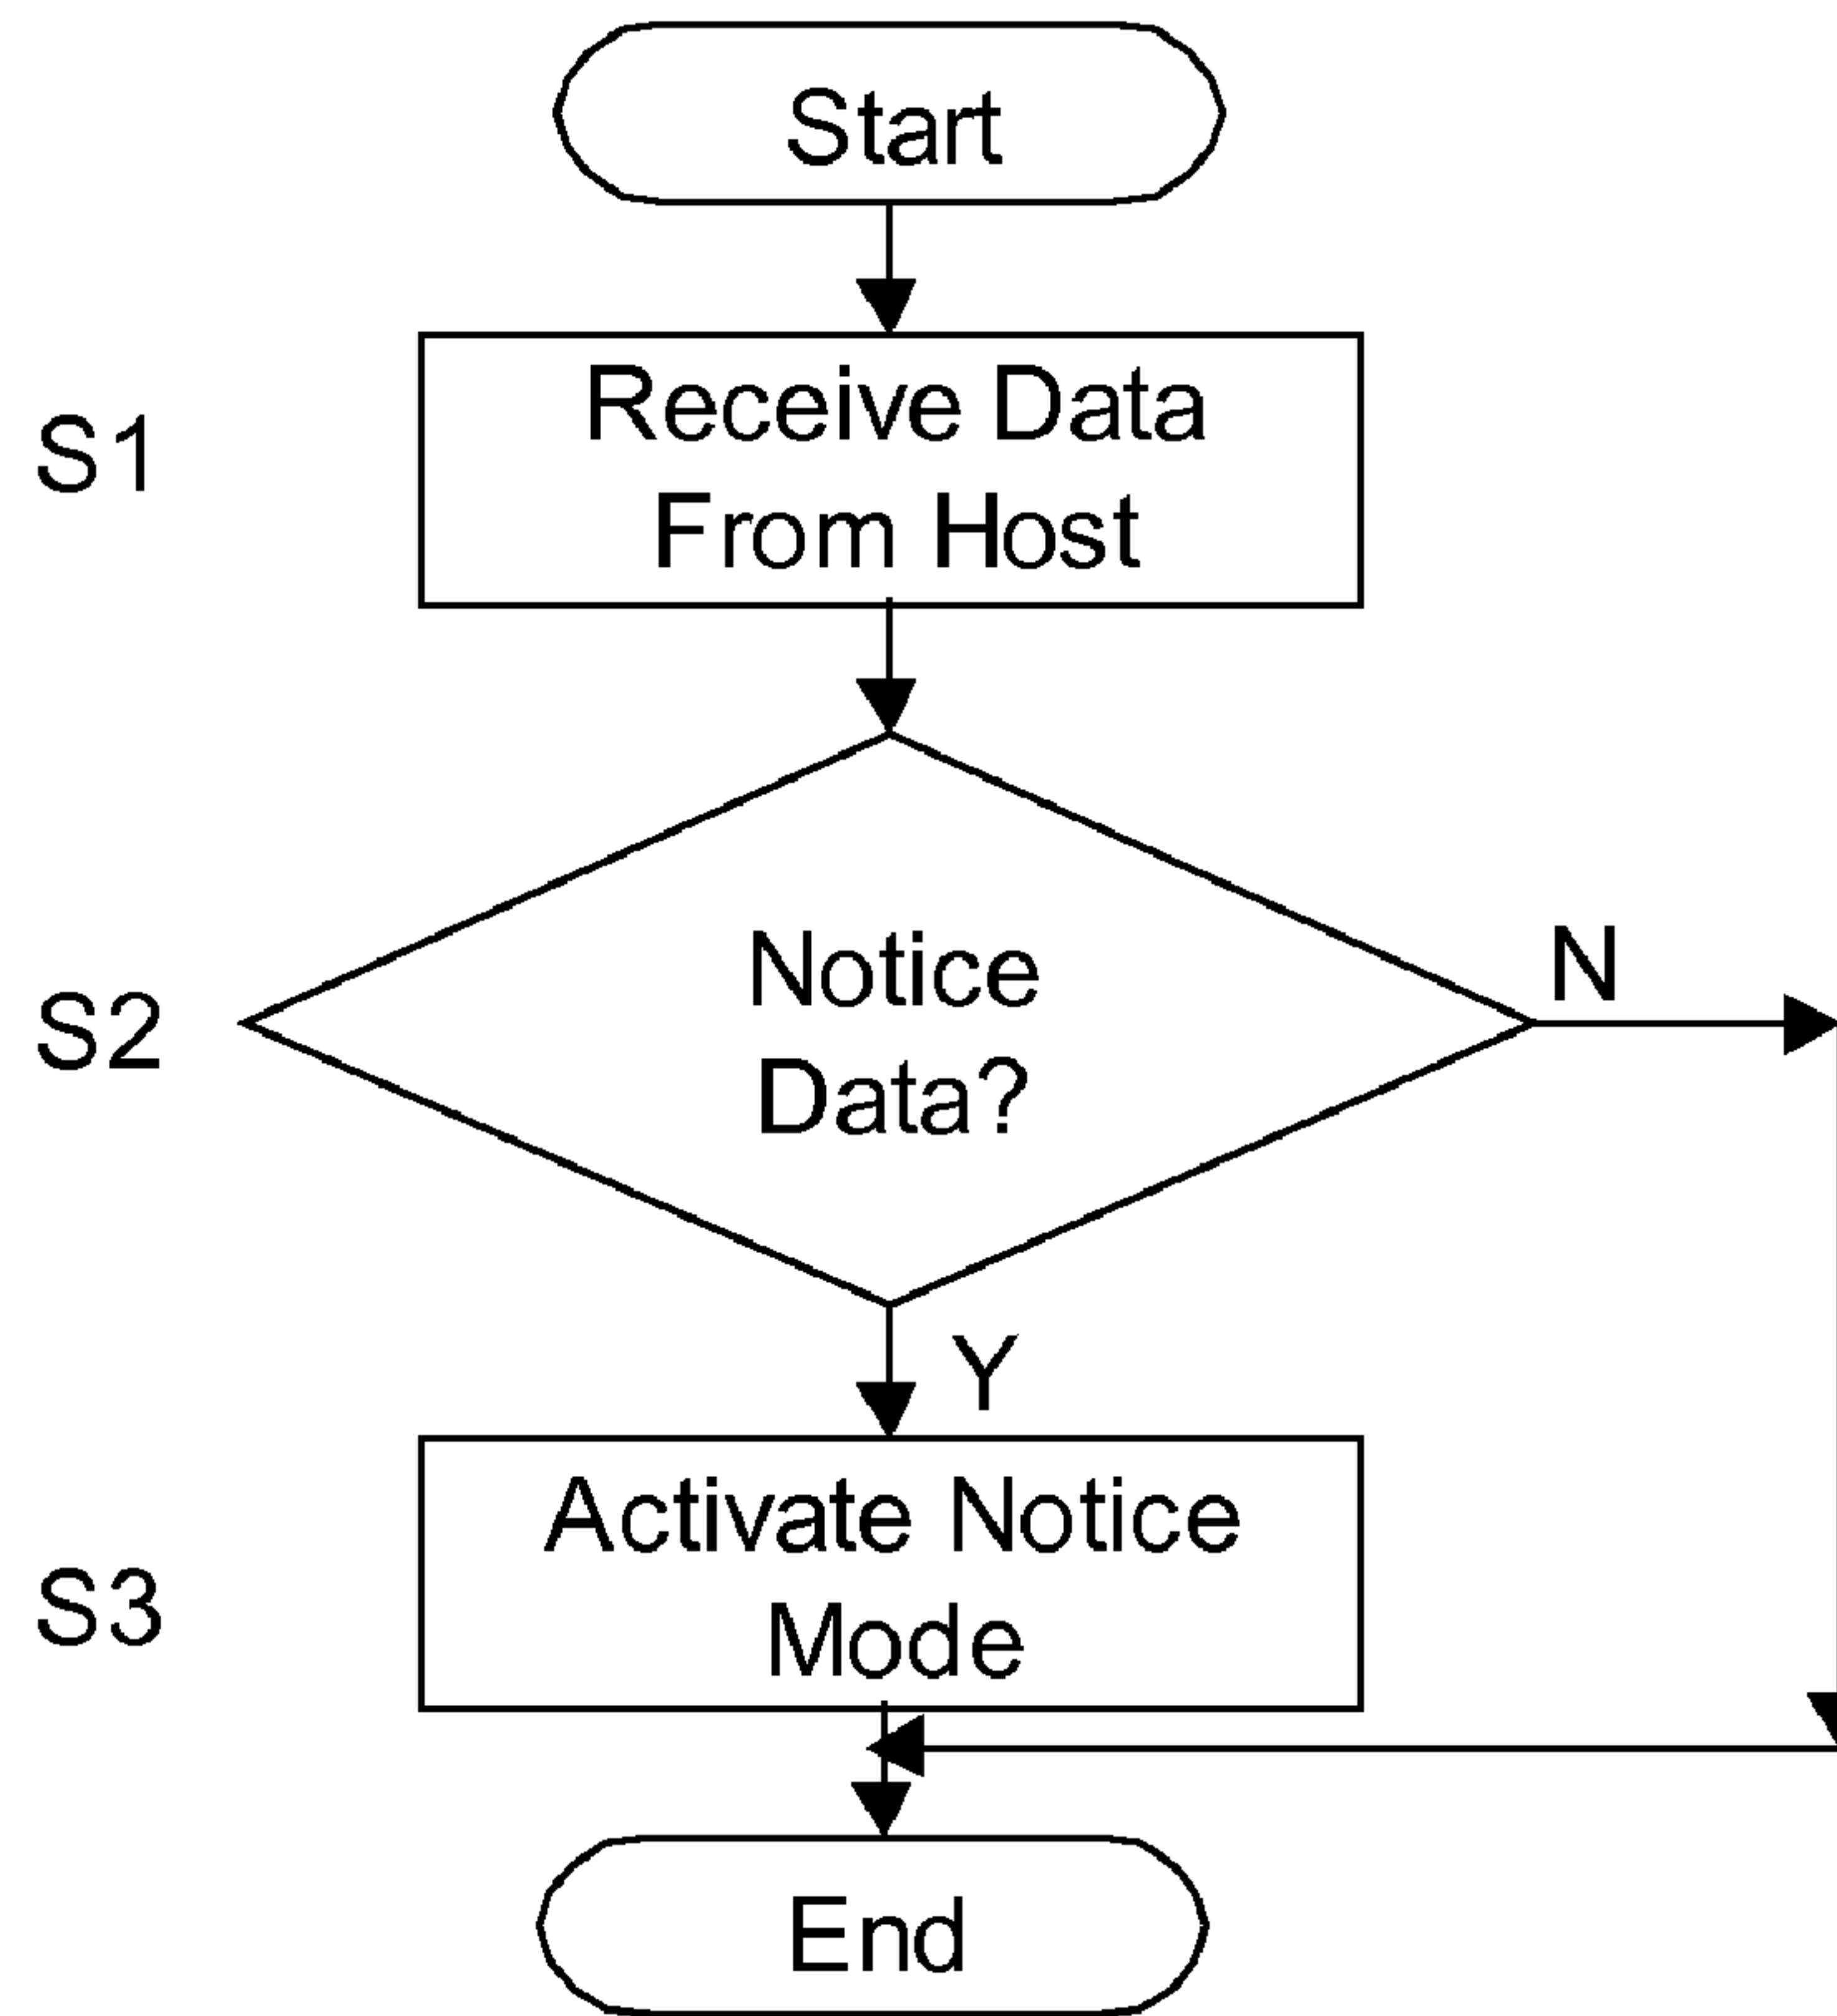 Start
S1
Receive Data
From Host
S2
Notice
Data?
N
Y
S3
Activate Notice
Mode
End